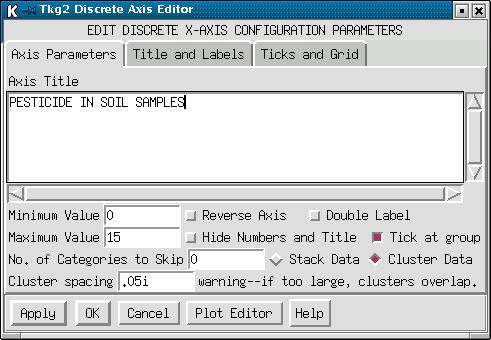 Tkg2 Discrete Axis Editor
EDIT DISCRETE X-AXIS CONFIGURATION PARAMETERS
Axis Parameters Title and Labels Ticks and Grid
Axis Title
PESTICIDE IN SOIL SAMPLES
Minimum Value 0 Reverse Axis Double Label
Maximum Value 15 Hide Numbers and Title Tick at group
No. of Categories to Skip 0 Stack Data Cluster Data
Cluster spacing .05i warning--if too large, clusters overlap.
Apply OK Cancel Plot Editor Help